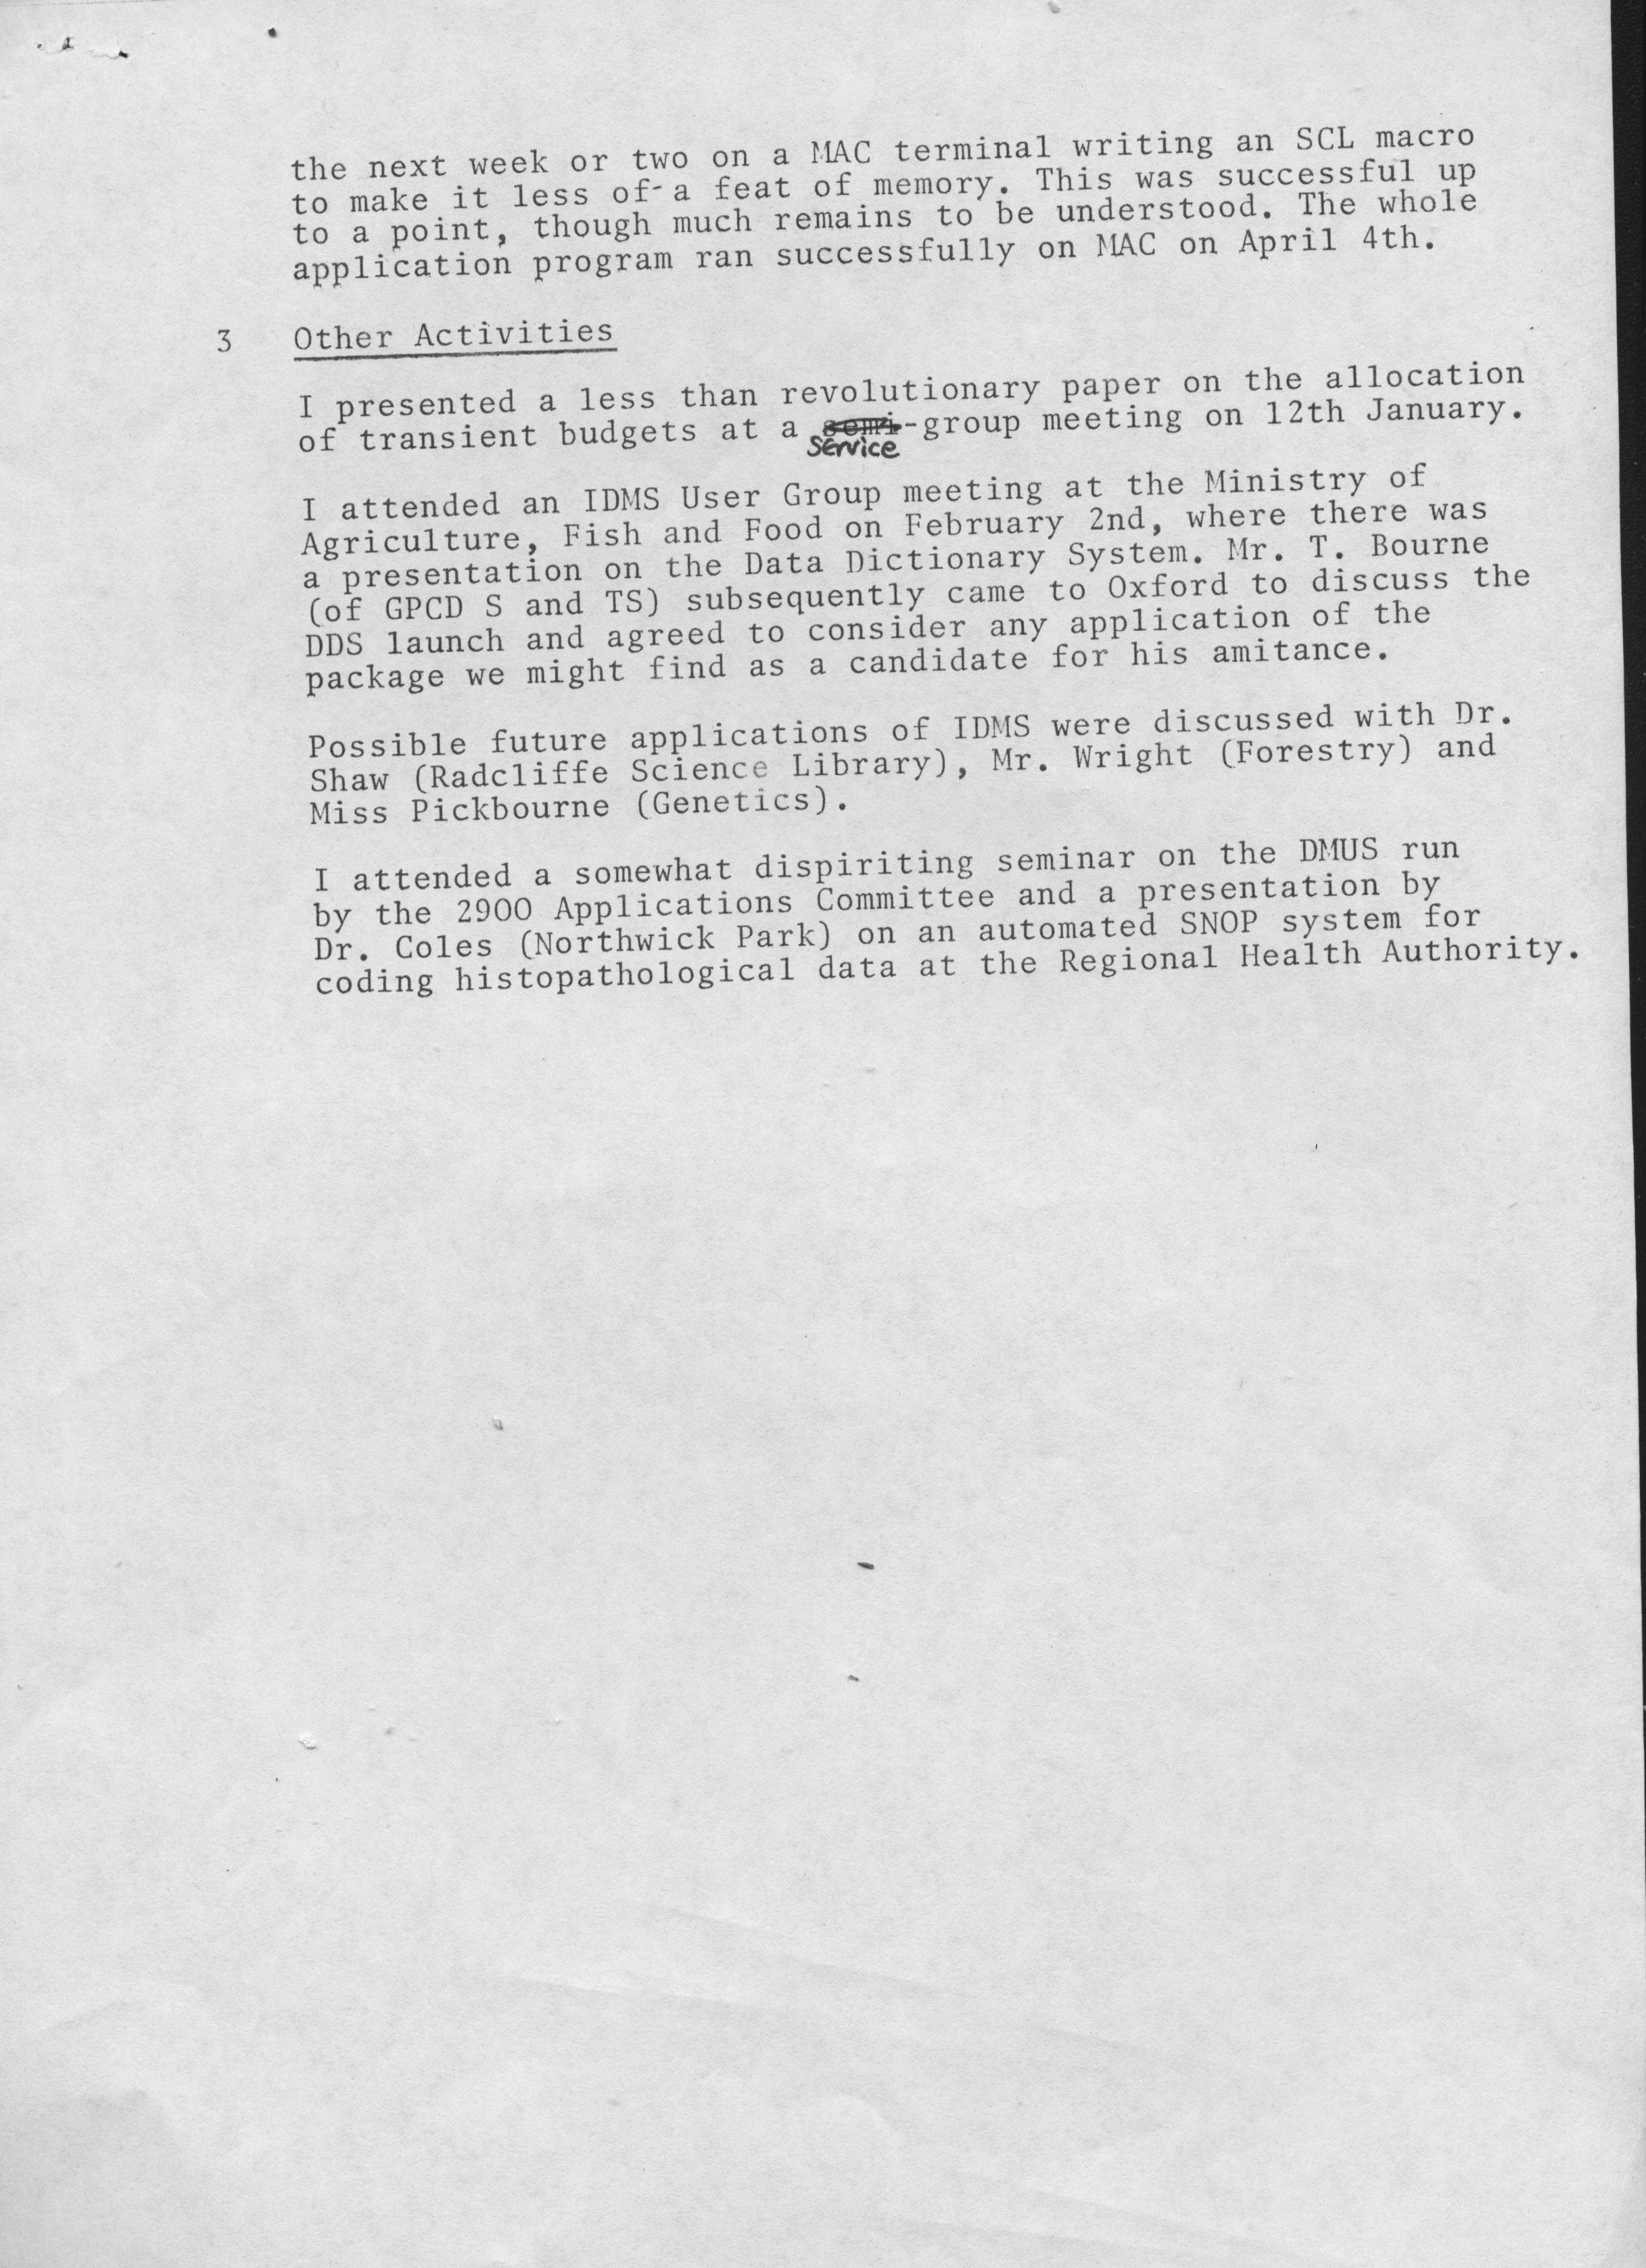 the next week or two on a MAC terminal writing an SCL macro
to make it less of a feat of memory. This was successful up
to a point, though much remains to be understood. The whole
application program ran successfully on MAC on April 4th.
3 Other Activities
I presented a less than revolutionary paper on the allocation
of transient budgets at a semi-group meeting on 12th January.
Service
I attended an IDMS User Group meeting at the Ministry of
Agriculture, Fish and Food on February 2nd, where there was
a presentation on the Data Dictionary System. Mr. T. Bourne
(of GPCD S and TS) subsequently came to Oxford to discuss the
DDS launch and agreed to consider any application of the
package we might find as a candidate for his amitance.
Possible future applications of IDMS were discussed with Dr.
Shaw (Radcliffe Science Library), Mr. Wright (Forestry) and
Miss Pickbourne (Genetics).
I attended a somewhat dispiriting seminar on the DMUS run
by the 2900 Applications Committee and a presentation by
Dr. Coles (Northwick Park) on an automated SNOP system for
coding histopathological data at the Regional Health Authority.